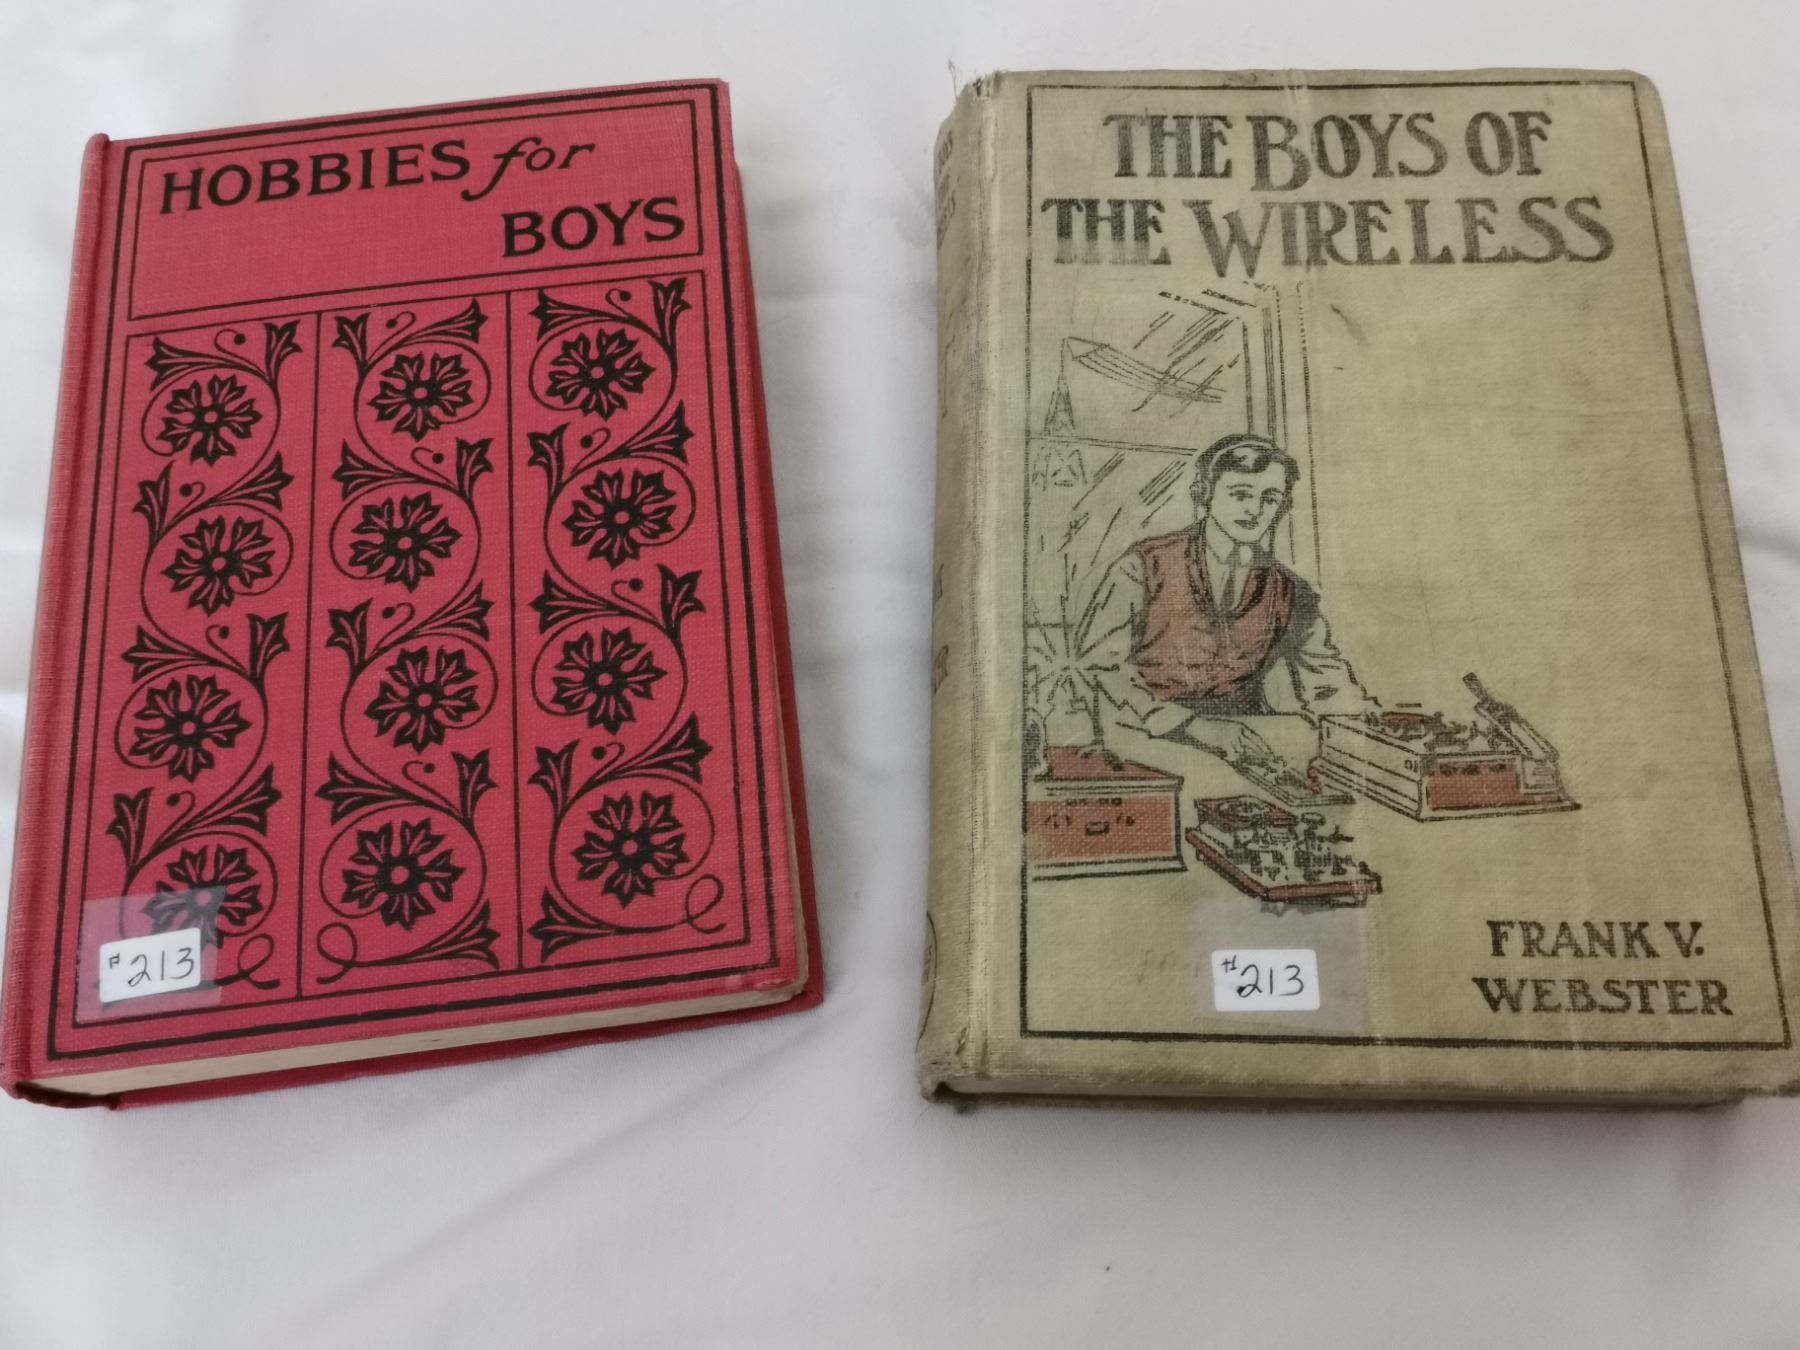 HOBBIES for
BOYS
#213
THE BOYS OF
THE WIRELESS
FRANK V.
WEBSTER
#213